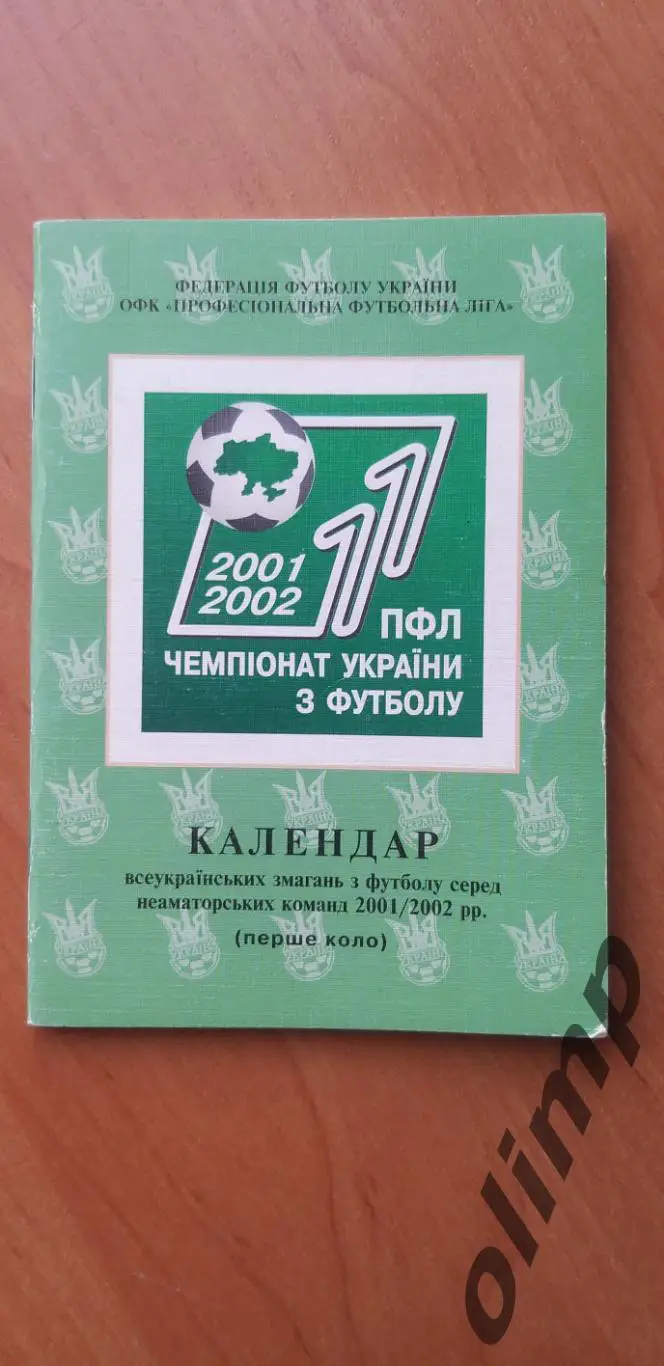 ФЕДЕРАЦІЯ ФУТБОЛУ УКРАЇНИ
ОФК «ПРОФЕСІОНАЛЬНА ФУТБОЛЬНА ЛІГА»
11
2001
2002
ПФЛ
ЧЕМПІОНАТ УКРАЇНИ
З ФУТБОЛУ
КАЛЕНДАР
всеукраїнських змагань з футболу серед
неаматорських команд 2001/2002 рр.
(перше коло)
olimp